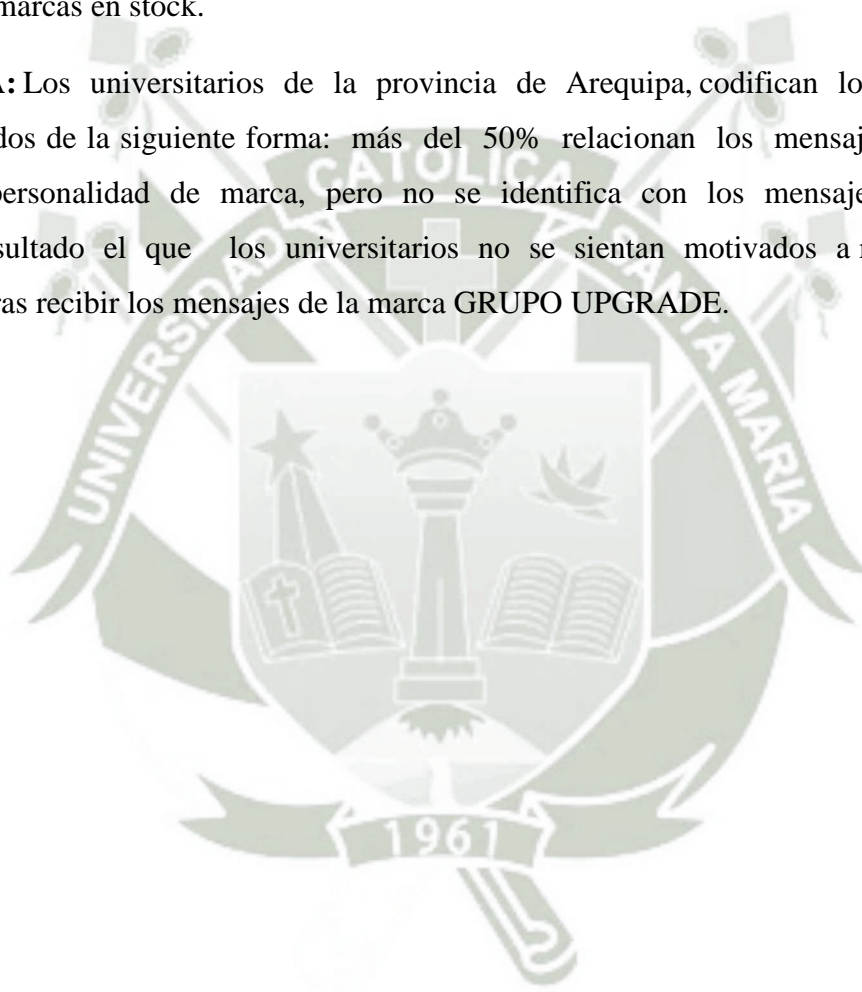 marcas en stock.
A: Los universitarios de la provincia de Arequipa, codifican lo
dos de la siguiente forma: más del 50% relacionan los mensaj
personalidad de marca, pero no se identifica con los mensaje
sultado el que los universitarios no se sientan motivados a
ras recibir los mensajes de la marca GRUPO UPGRADE.
UNIVERSIDAD CATOLICA SANTA MARIA
1961